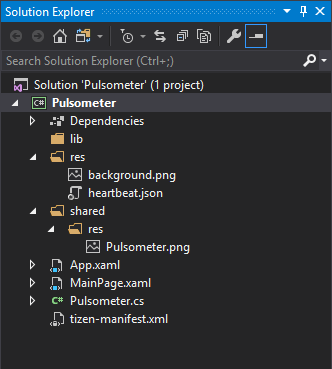 Solution Explorer
Search Solution Explorer (Ctrl+;)
Solution 'Pulsometer' (1 project)
C# Pulsometer
Dependencies
lib
res
background.png
heartbeat.json
shared
res
Pulsometer.png
App.xaml
MainPage.xaml
C# Pulsometer.cs
tizen-manifest.xml